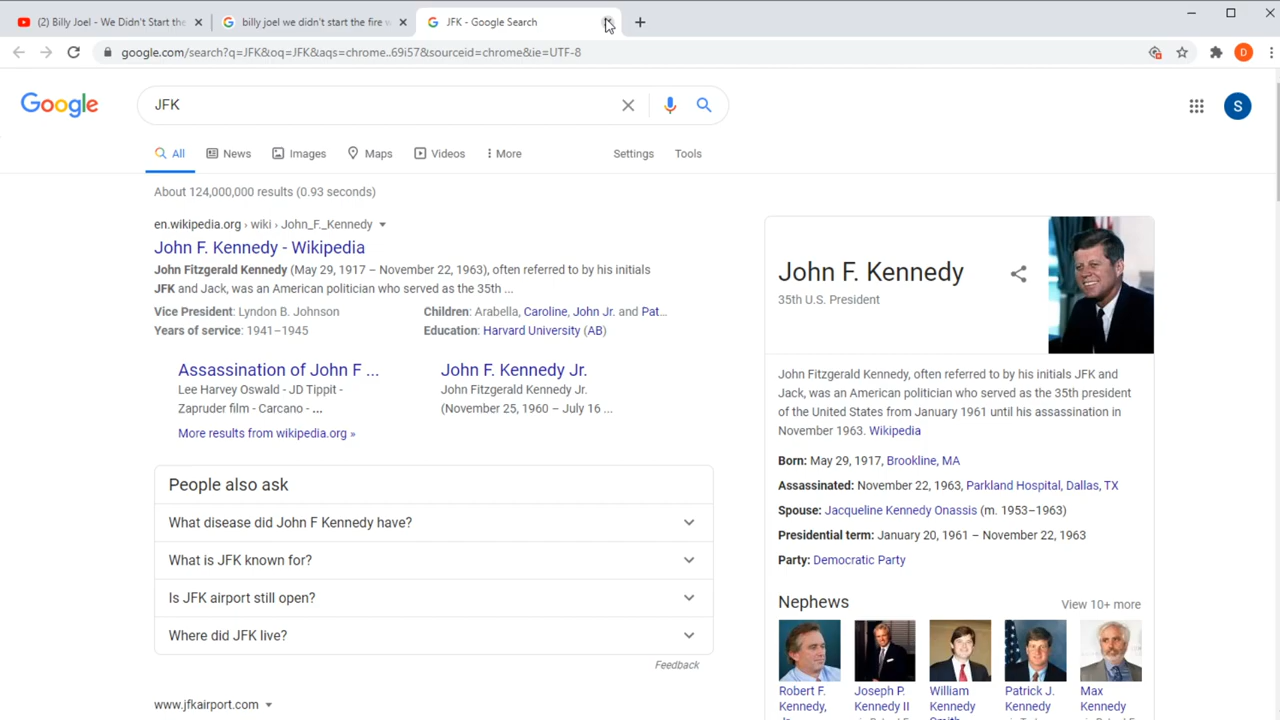 (2) Billy Joel - We Didn't Start the
billy joel we didn't start the fire w
JFK - Google Search
google.com/search?q=JFK&oq=JFK&aqs=chrome..69i57&sourceid=chrome&ie=UTF-8
D
Google
JFK
S
All
News
Images
Maps
Videos
More
Settings
Tools
About 124,000,000 results (0.93 seconds)
en.wikipedia.org › wiki › John_F._Kennedy
John F. Kennedy - Wikipedia
John Fitzgerald Kennedy (May 29, 1917 – November 22, 1963), often referred to by his initials
JFK and Jack, was an American politician who served as the 35th ...
Vice President: Lyndon B. Johnson
Children: Arabella, Caroline, John Jr. and Pat...
Years of service: 1941–1945
Education: Harvard University (AB)
Assassination of John F ...
Lee Harvey Oswald - JD Tippit -
Zapruder film - Carcano - ...
John F. Kennedy Jr.
John Fitzgerald Kennedy Jr.
(November 25, 1960 – July 16 ...
More results from wikipedia.org »
People also ask
What disease did John F Kennedy have?
What is JFK known for?
Is JFK airport still open?
Where did JFK live?
Feedback
www.jfkairport.com
John F. Kennedy
35th U.S. President
John Fitzgerald Kennedy, often referred to by his initials JFK and
Jack, was an American politician who served as the 35th president
of the United States from January 1961 until his assassination in
November 1963. Wikipedia
Born: May 29, 1917, Brookline, MA
Assassinated: November 22, 1963, Parkland Hospital, Dallas, TX
Spouse: Jacqueline Kennedy Onassis (m. 1953–1963)
Presidential term: January 20, 1961 – November 22, 1963
Party: Democratic Party
Nephews
View 10+ more
Robert F.
Kennedy,
Joseph P.
Kennedy II
William
Kennedy
Smith
Patrick J.
Kennedy
Max
Kennedy